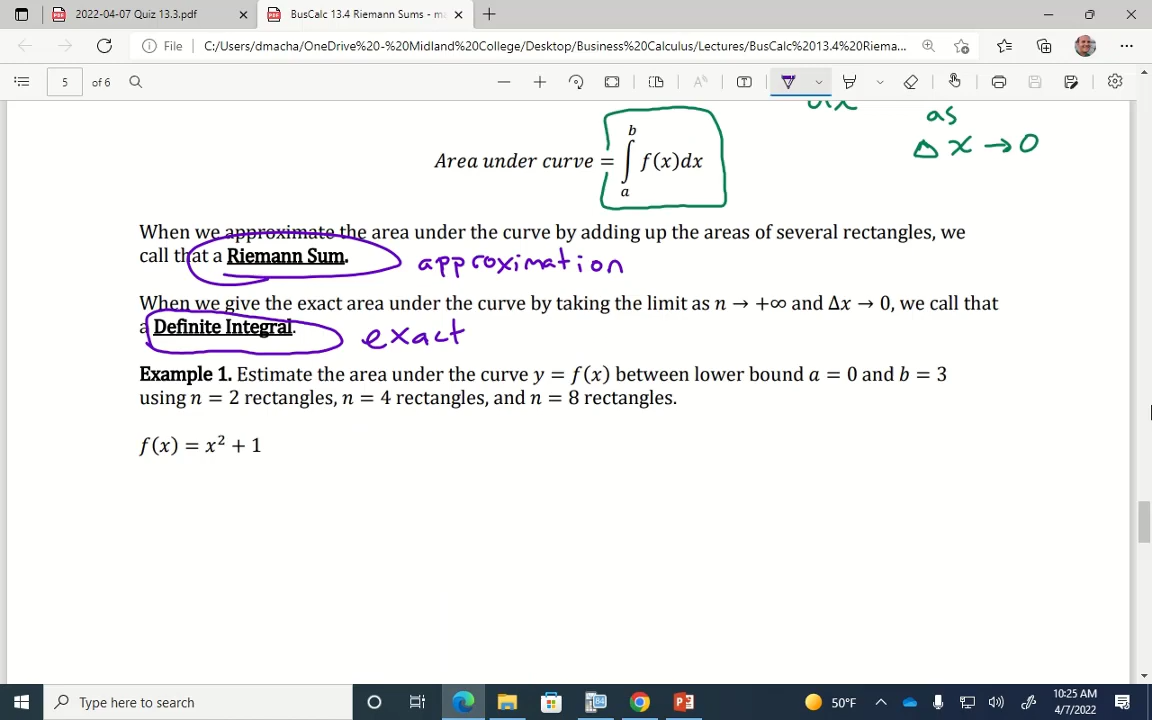 2022-04-07 Quiz 13.3.pdf
BusCalc 13.4 Riemann Sums - m
File C:/Users/dmacha/OneDrive%20-%20Midland%20College/Desktop/Business%20Calculus/Lectures/BusCalc%2013.4%20Riema...
5 of 6
dx
as
Δx → 0
Area under curve = ∫ₐᵇ f(x)dx
When we approximate the area under the curve by adding up the areas of several rectangles, we
call that a Riemann Sum. approximation
When we give the exact area under the curve by taking the limit as n → +∞ and Δx → 0, we call that
a Definite Integral. exact
Example 1. Estimate the area under the curve y = f(x) between lower bound a = 0 and b = 3
using n = 2 rectangles, n = 4 rectangles, and n = 8 rectangles.
f(x) = x² + 1
Type here to search
50°F
10:25 AM
4/7/2022